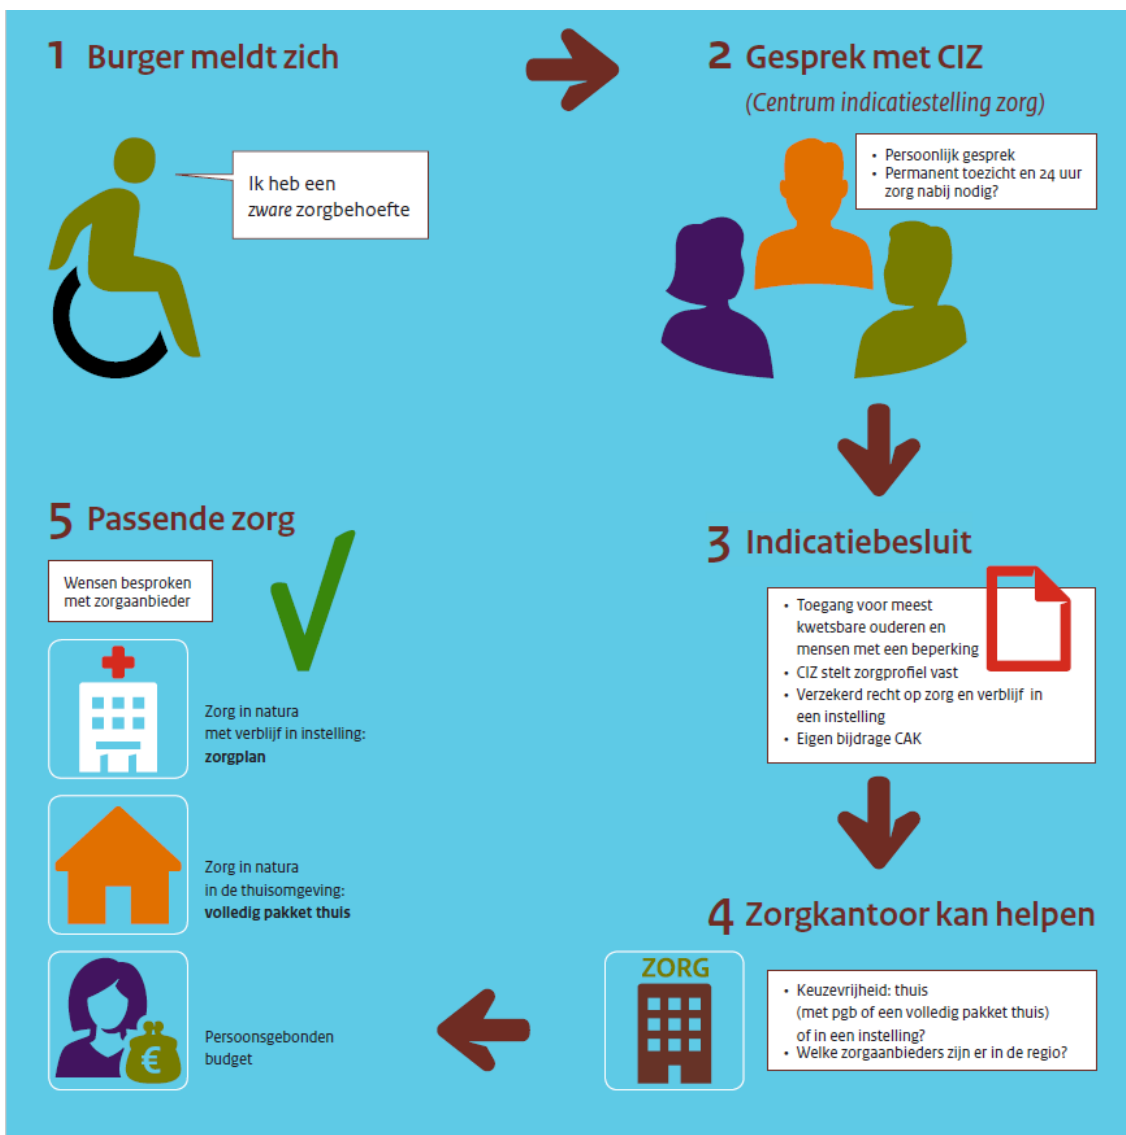 1 Burger meldt zich
Ik heb een
zware zorgbehoefte
2 Gesprek met CIZ
(Centrum indicatiestelling zorg)
• Persoonlijk gesprek
• Permanent toezicht en 24 uur
zorg nabij nodig?
3 Indicatiebesluit
• Toegang voor meest
kwetsbare ouderen en
mensen met een beperking
• CIZ stelt zorgprofiel vast
• Verzekerd recht op zorg en verblijf in
een instelling
• Eigen bijdrage CAK
4 Zorgkantoor kan helpen
ZORG
• Keuzevrijheid: thuis
(met pgb of een volledig pakket thuis)
of in een instelling?
• Welke zorgaanbieders zijn er in de regio?
5 Passende zorg
Wensen besproken
met zorgaanbieder
Zorg in natura
met verblijf in instelling:
zorgplan
Zorg in natura
in de thuisomgeving:
volledig pakket thuis
€
Persoonsgebonden
budget